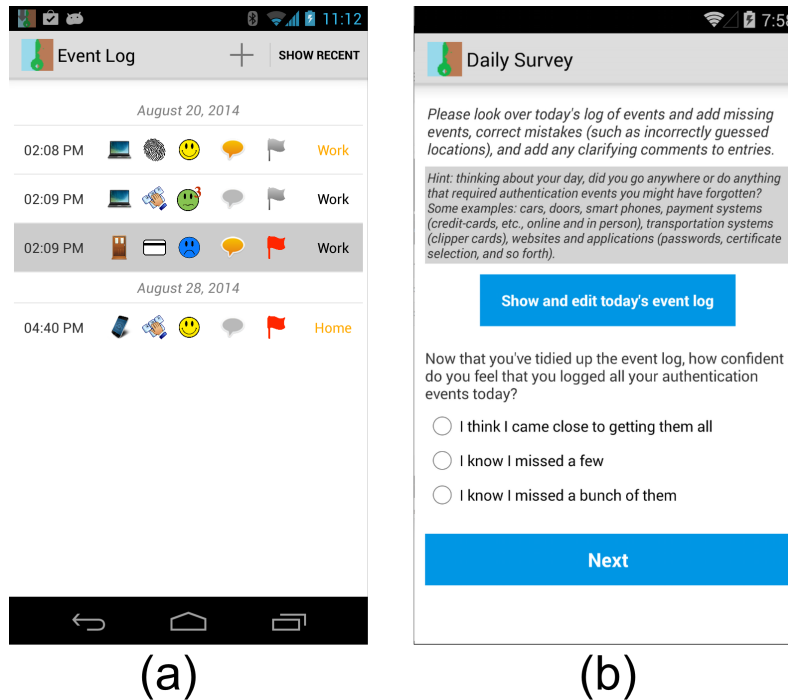 11:12
Event Log
SHOW RECENT
August 20, 2014
02:08 PM Work
02:09 PM 3 Work
02:09 PM Work
August 28, 2014
04:40 PM Home
(a)
7:58
Daily Survey
Please look over today's log of events and add missing
events, correct mistakes (such as incorrectly guessed
locations), and add any clarifying comments to entries.
Hint: thinking about your day, did you go anywhere or do anything
that required authentication events you might have forgotten?
Some examples: cars, doors, smart phones, payment systems
(credit-cards, etc., online and in person), transportation systems
(clipper cards), websites and applications (passwords, certificate
selection, and so forth).
Show and edit today's event log
Now that you've tidied up the event log, how confident
do you feel that you logged all your authentication
events today?
I think I came close to getting them all
I know I missed a few
I know I missed a bunch of them
Next
(b)